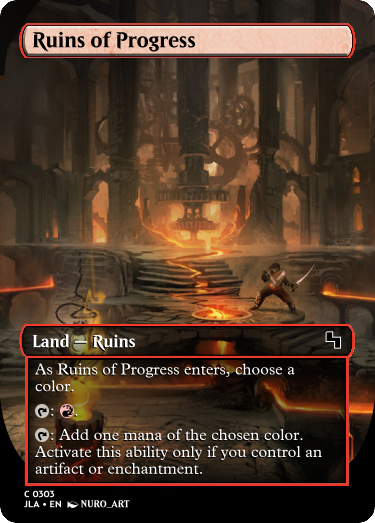 Ruins of Progress
Land — Ruins
As Ruins of Progress enters, choose a
color.
: .
: Add one mana of the chosen color.
Activate this ability only if you control an
artifact or enchantment.
C 0303
JLA • EN NURO_ART